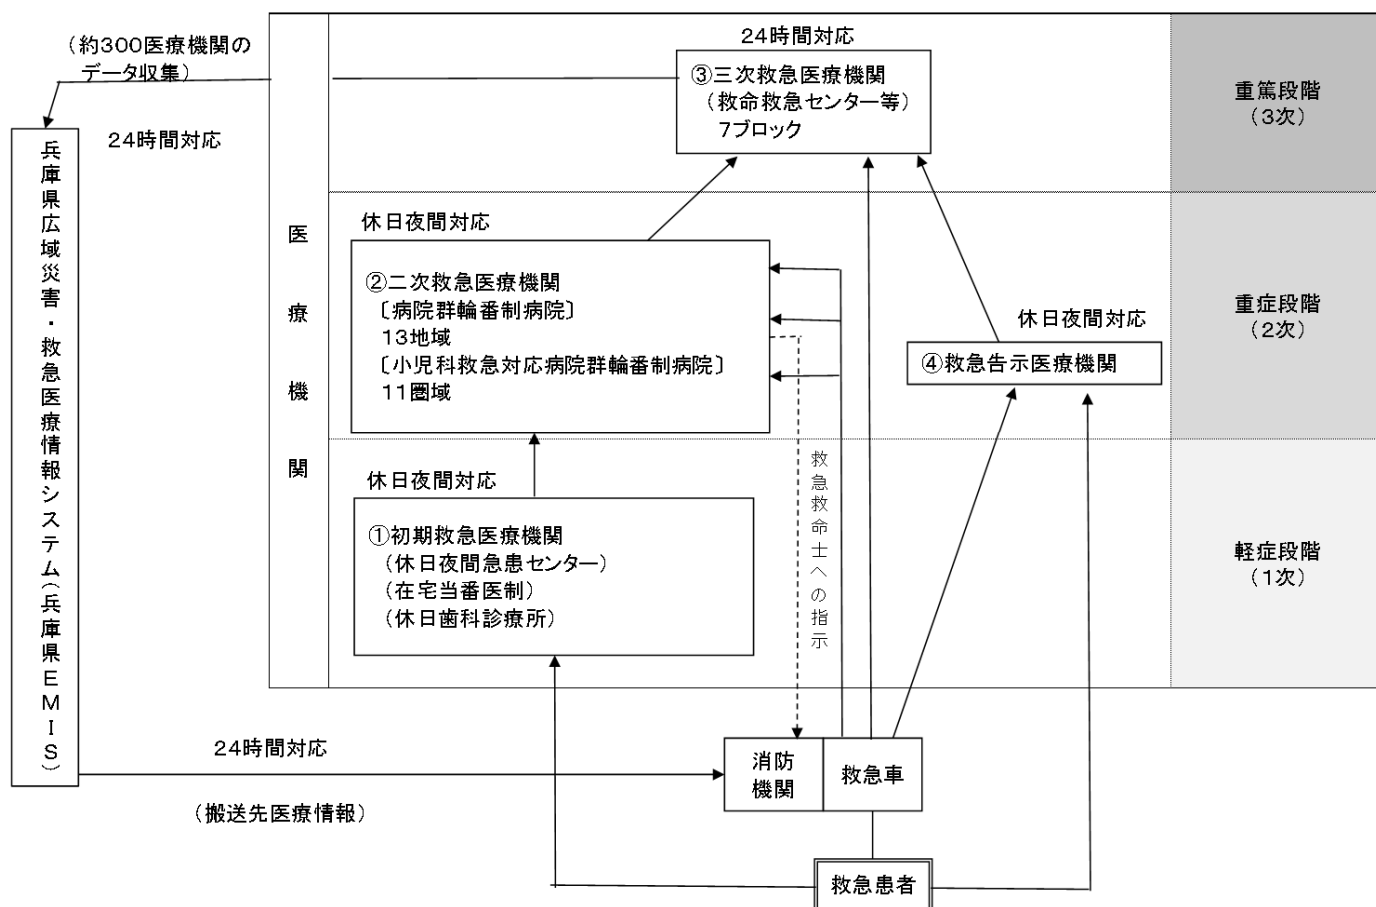 （約300医療機関の
データ収集）
24時間対応
兵庫県広域災害・救急医療情報システム（兵庫県EMIS）
医療機関
24時間対応
③三次救急医療機関
（救命救急センター等）
7ブロック
重篤段階
（3次）
休日夜間対応
②二次救急医療機関
〔病院群輪番制病院〕
13地域
〔小児科救急対応病院群輪番制病院〕
11圏域
休日夜間対応
④救急告示医療機関
重症段階
（2次）
休日夜間対応
①初期救急医療機関
（休日夜間急患センター）
（在宅当番医制）
（休日歯科診療所）
救急救命士への指示
軽症段階
（1次）
24時間対応
（搬送先医療情報）
消防
機関
救急車
救急患者